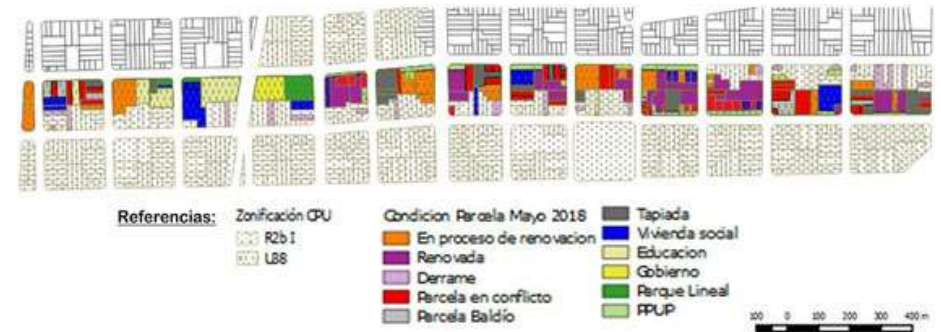 Referencias:
Zonificación CPU
R2b I
U88
Condicion Parcela Mayo 2018
En proceso de renovacion
Renovada
Derrame
Parcela en conflicto
Parcela Baldío
Tapiada
Vivienda social
Educacion
Gobierno
Parque Lineal
PPUP
100 0 100 200 300 400 m